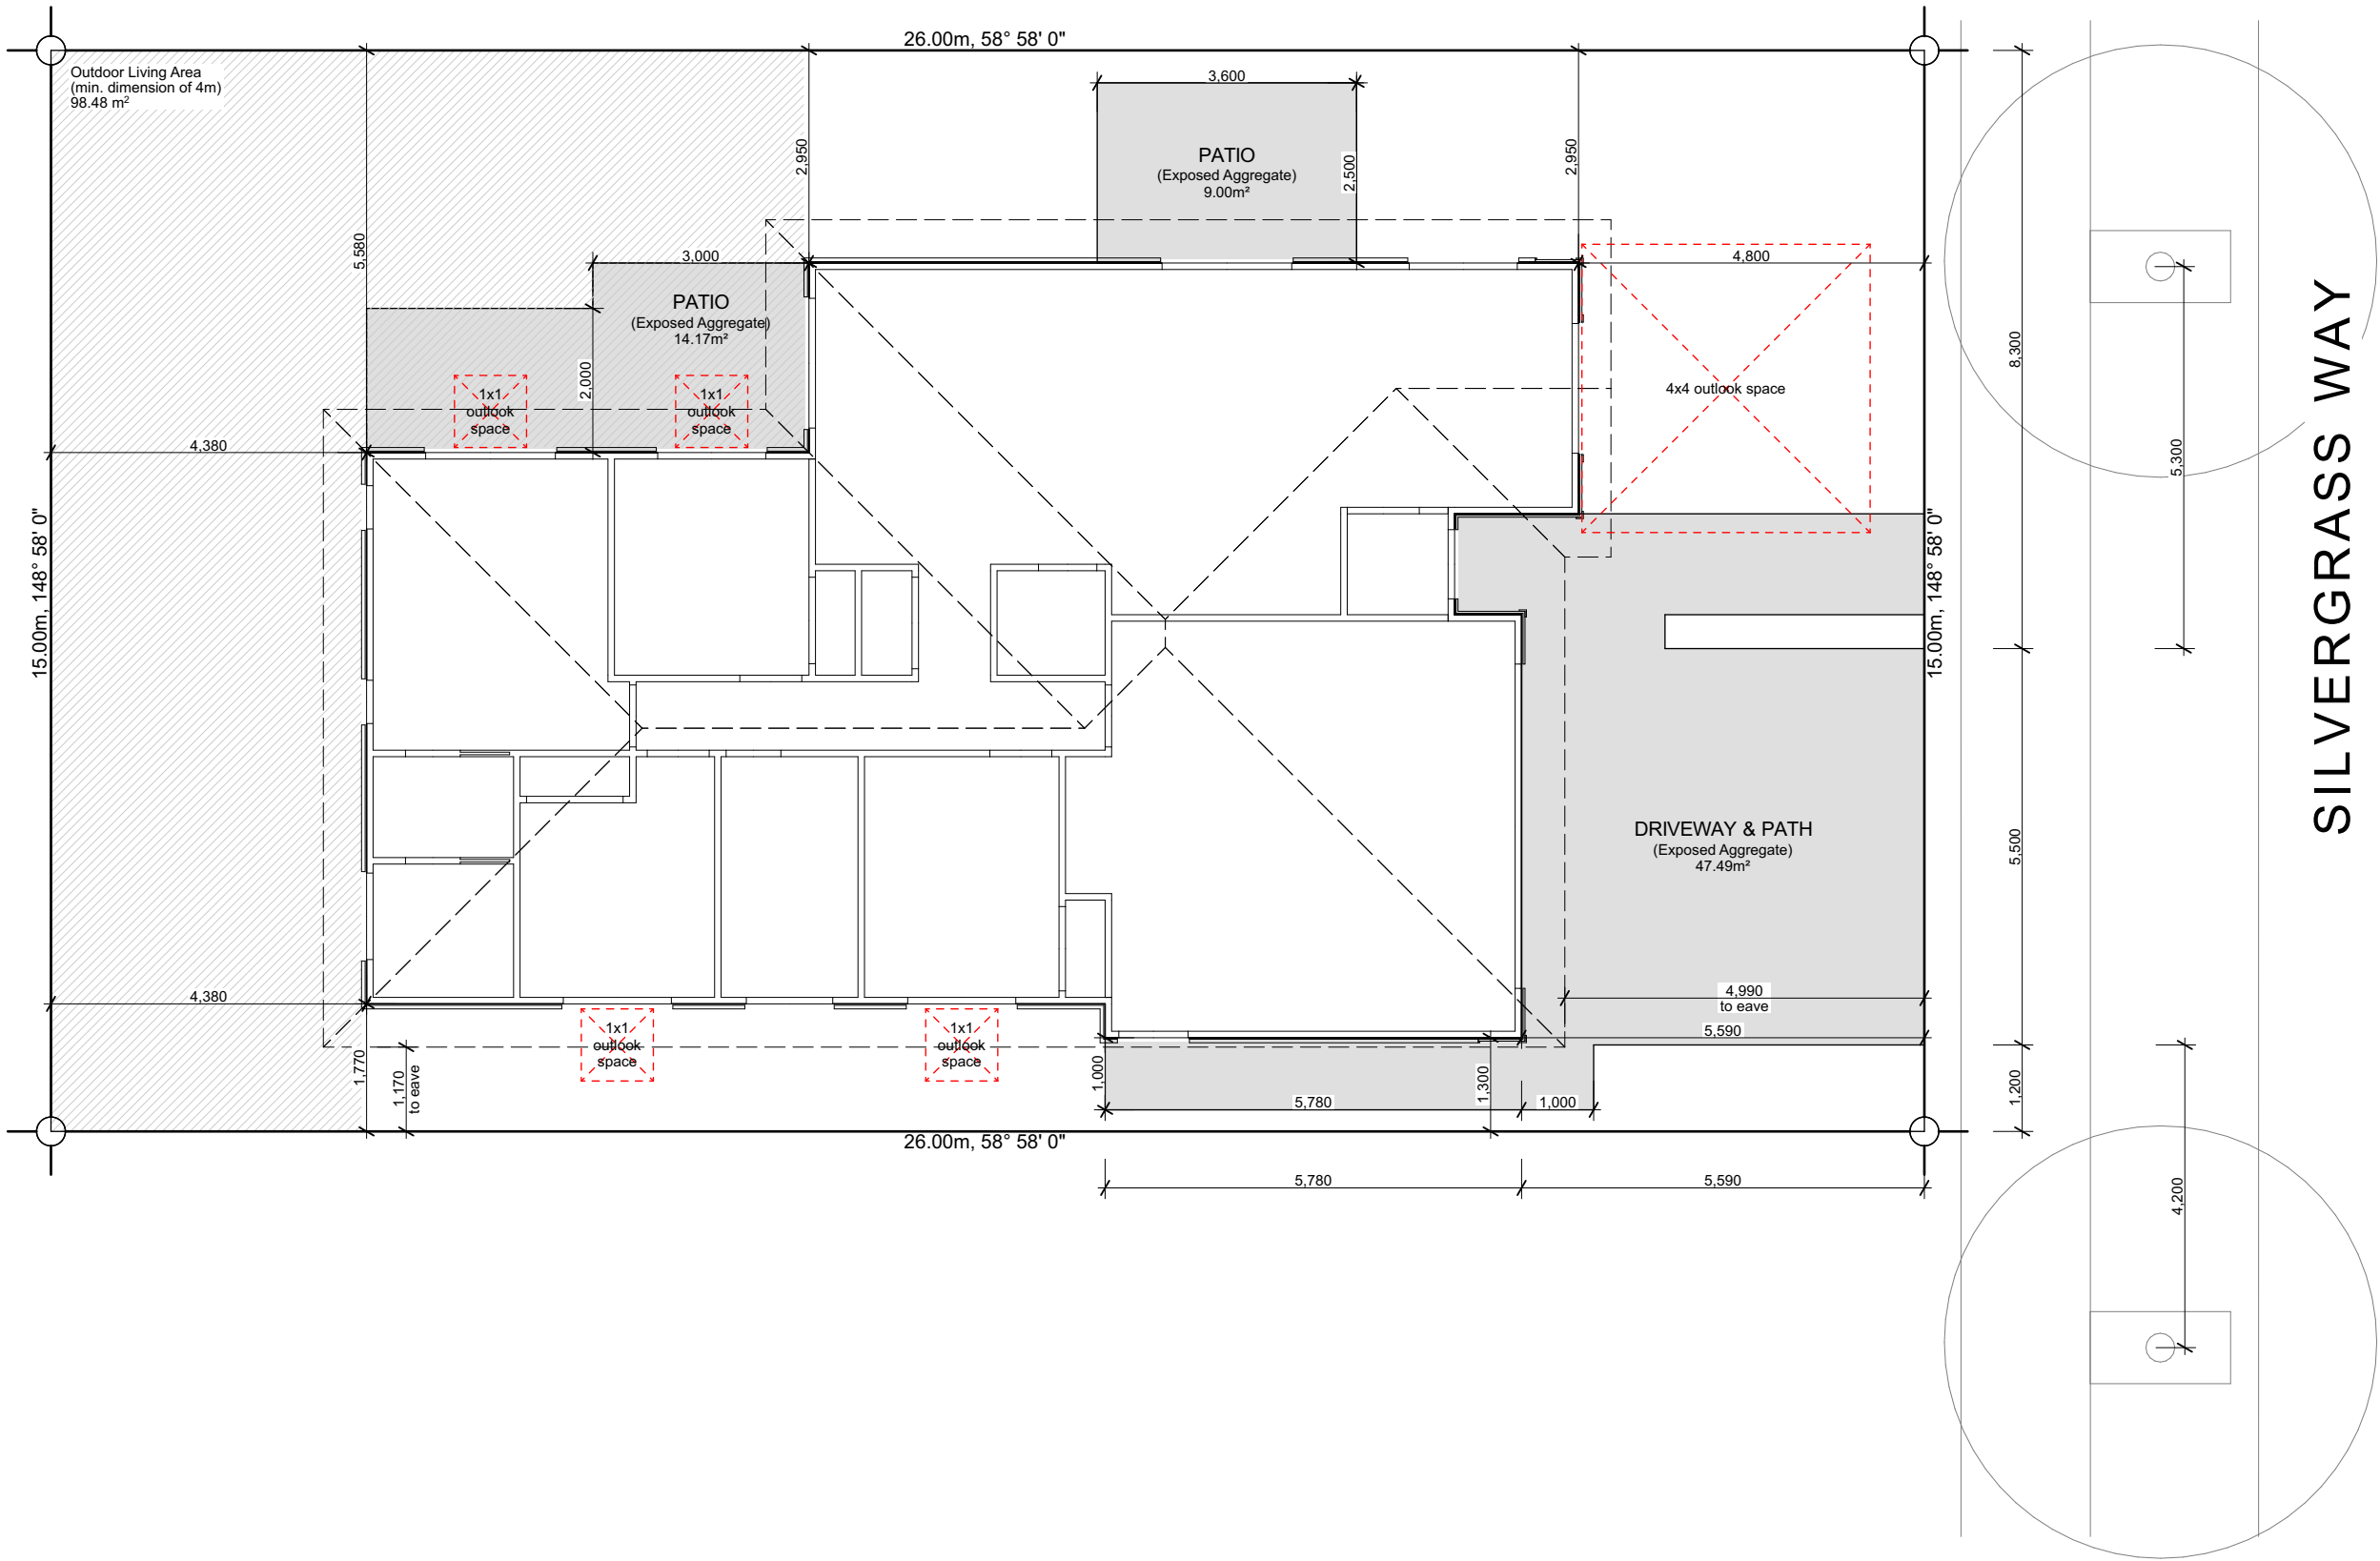 26.00m, 58° 58' 0"
Outdoor Living Area
(min. dimension of 4m)
98.48 m²
3,600
PATIO
(Exposed Aggregate)
9.00m²
2,950
2,500
2,950
5,580
3,000
4,800
PATIO
(Exposed Aggregate)
14.17m²
2,000
1x1
outlook
space
1x1
outlook
space
4x4 outlook space
8,300
5,300
SILVERGRASS WAY
4,380
15.00m, 148° 58' 0"
15.00m, 148° 58' 0"
DRIVEWAY & PATH
(Exposed Aggregate)
47.49m²
5,500
4,380
4,990
to eave
5,590
1x1
outlook
space
1x1
outlook
space
1,770
1,170
to eave
1,000
1,300
5,780
1,000
1,200
26.00m, 58° 58' 0"
5,780
5,590
4,200